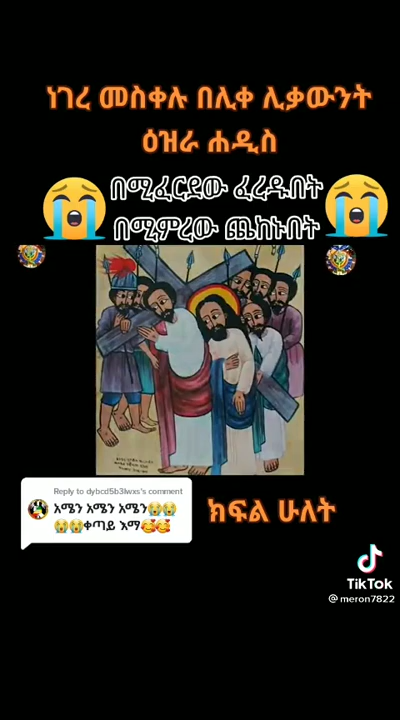 ነገረ መስቀሉ በሊቀ ሊቃውንት
ዕዝራ ሐዲስ
በሚፈርደው ፈረዱበት
በሚምረው ጨከኑበት
Reply to dybcd5b3lwxs's comment
አሜን አሜን አሜን😭😭
😭😭ቀጣይ እማ🥰🥰
ክፍል ሁለት
TikTok
@meron7822